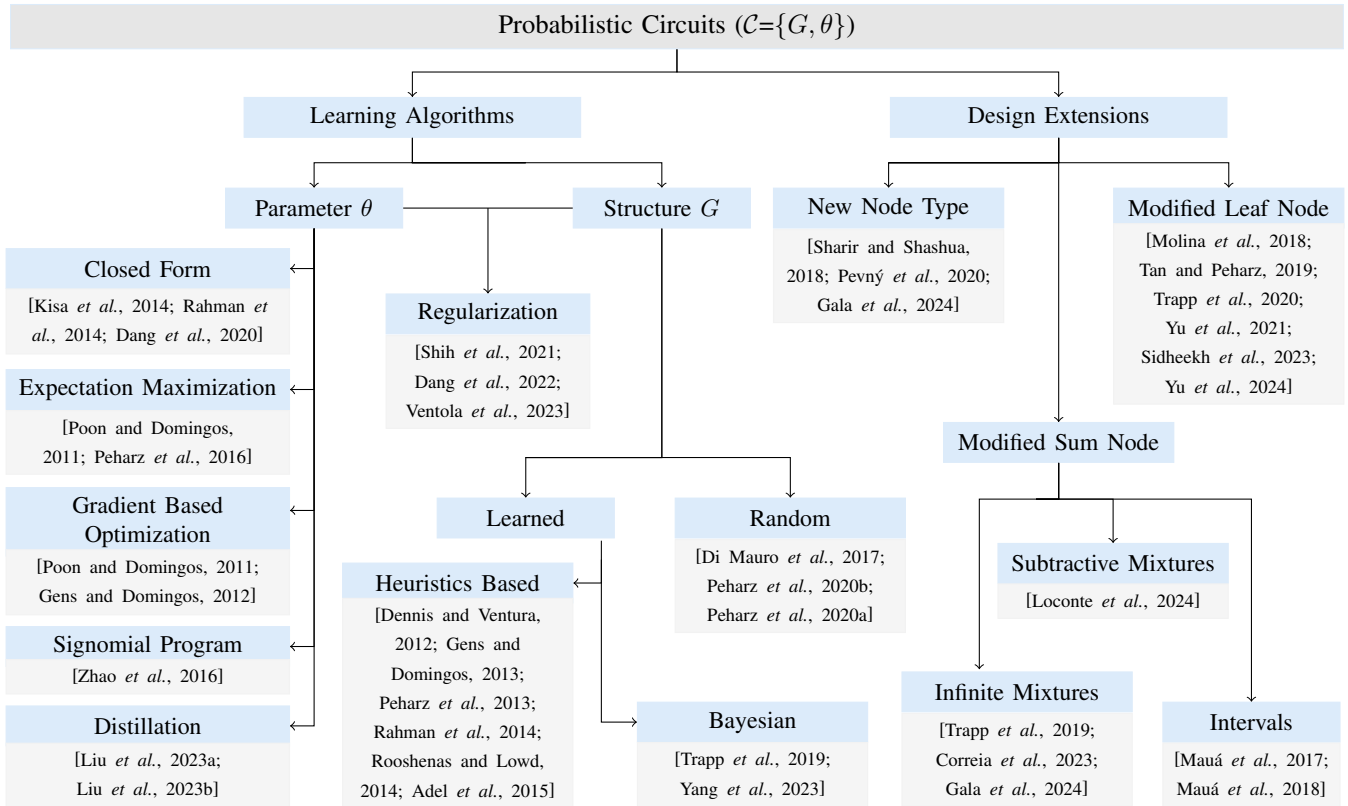 Probabilistic Circuits (𝒞={G, θ})
Learning Algorithms
Design Extensions
Parameter θ
Structure G
Closed Form
[Kisa et al., 2014; Rahman et
al., 2014; Dang et al., 2020]
Expectation Maximization
[Poon and Domingos,
2011; Peharz et al., 2016]
Gradient Based
Optimization
[Poon and Domingos, 2011;
Gens and Domingos, 2012]
Signomial Program
[Zhao et al., 2016]
Distillation
[Liu et al., 2023a;
Liu et al., 2023b]
Regularization
[Shih et al., 2021;
Dang et al., 2022;
Ventola et al., 2023]
Learned
Heuristics Based
[Dennis and Ventura,
2012; Gens and
Domingos, 2013;
Peharz et al., 2013;
Rahman et al., 2014;
Rooshenas and Lowd,
2014; Adel et al., 2015]
Bayesian
[Trapp et al., 2019;
Yang et al., 2023]
Random
[Di Mauro et al., 2017;
Peharz et al., 2020b;
Peharz et al., 2020a]
New Node Type
[Sharir and Shashua,
2018; Pevný et al., 2020;
Gala et al., 2024]
Modified Leaf Node
[Molina et al., 2018;
Tan and Peharz, 2019;
Trapp et al., 2020;
Yu et al., 2021;
Sidheekh et al., 2023;
Yu et al., 2024]
Modified Sum Node
Subtractive Mixtures
[Loconte et al., 2024]
Infinite Mixtures
[Trapp et al., 2019;
Correia et al., 2023;
Gala et al., 2024]
Intervals
[Mauá et al., 2017;
Mauá et al., 2018]